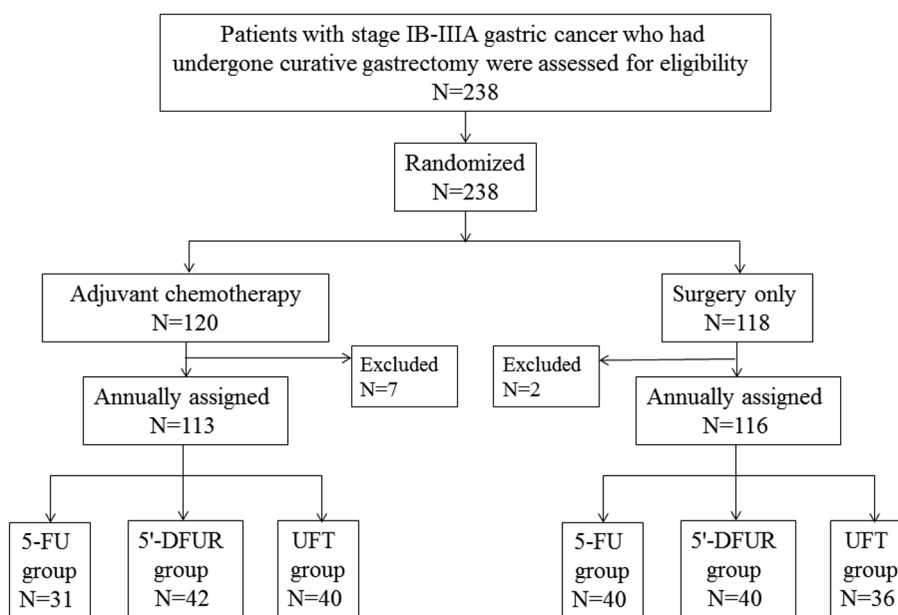 Patients with stage IB-IIIA gastric cancer who had
undergone curative gastrectomy were assessed for eligibility
N=238
Randomized
N=238
Adjuvant chemotherapy
N=120
Surgery only
N=118
Excluded
N=7
Excluded
N=2
Annually assigned
N=113
Annually assigned
N=116
5-FU
group
N=31
5'-DFUR
group
N=42
UFT
group
N=40
5-FU
group
N=40
5'-DFUR
group
N=40
UFT
group
N=36